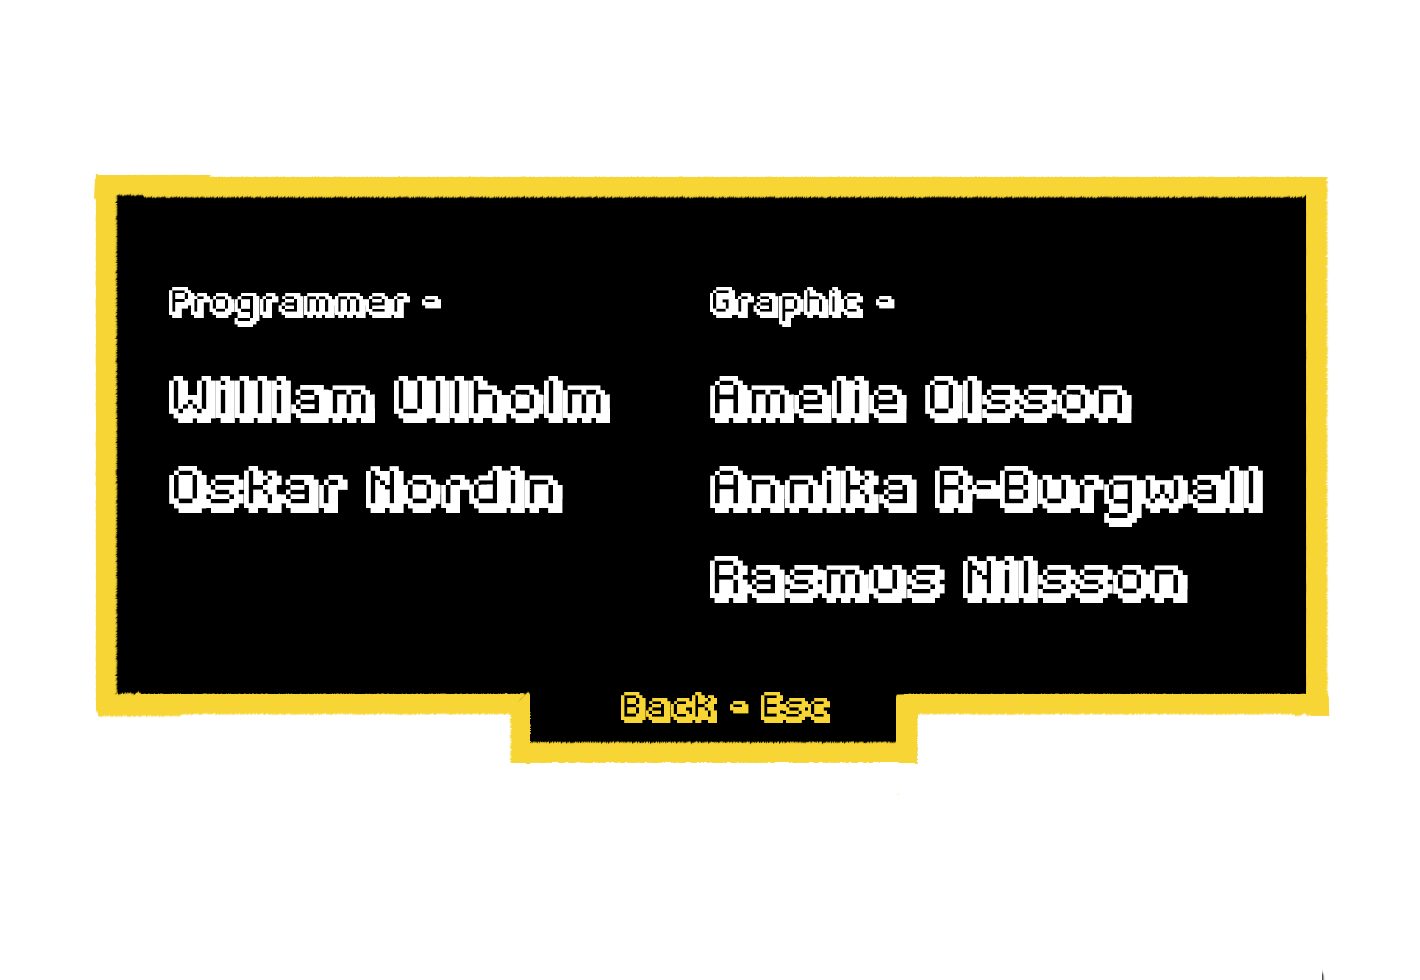 Programmer -
William Ullholm
Oskar Nordin
Graphic -
Amelie Olsson
Annika R-Burgwall
Rasmus Nilsson
Back - Esc